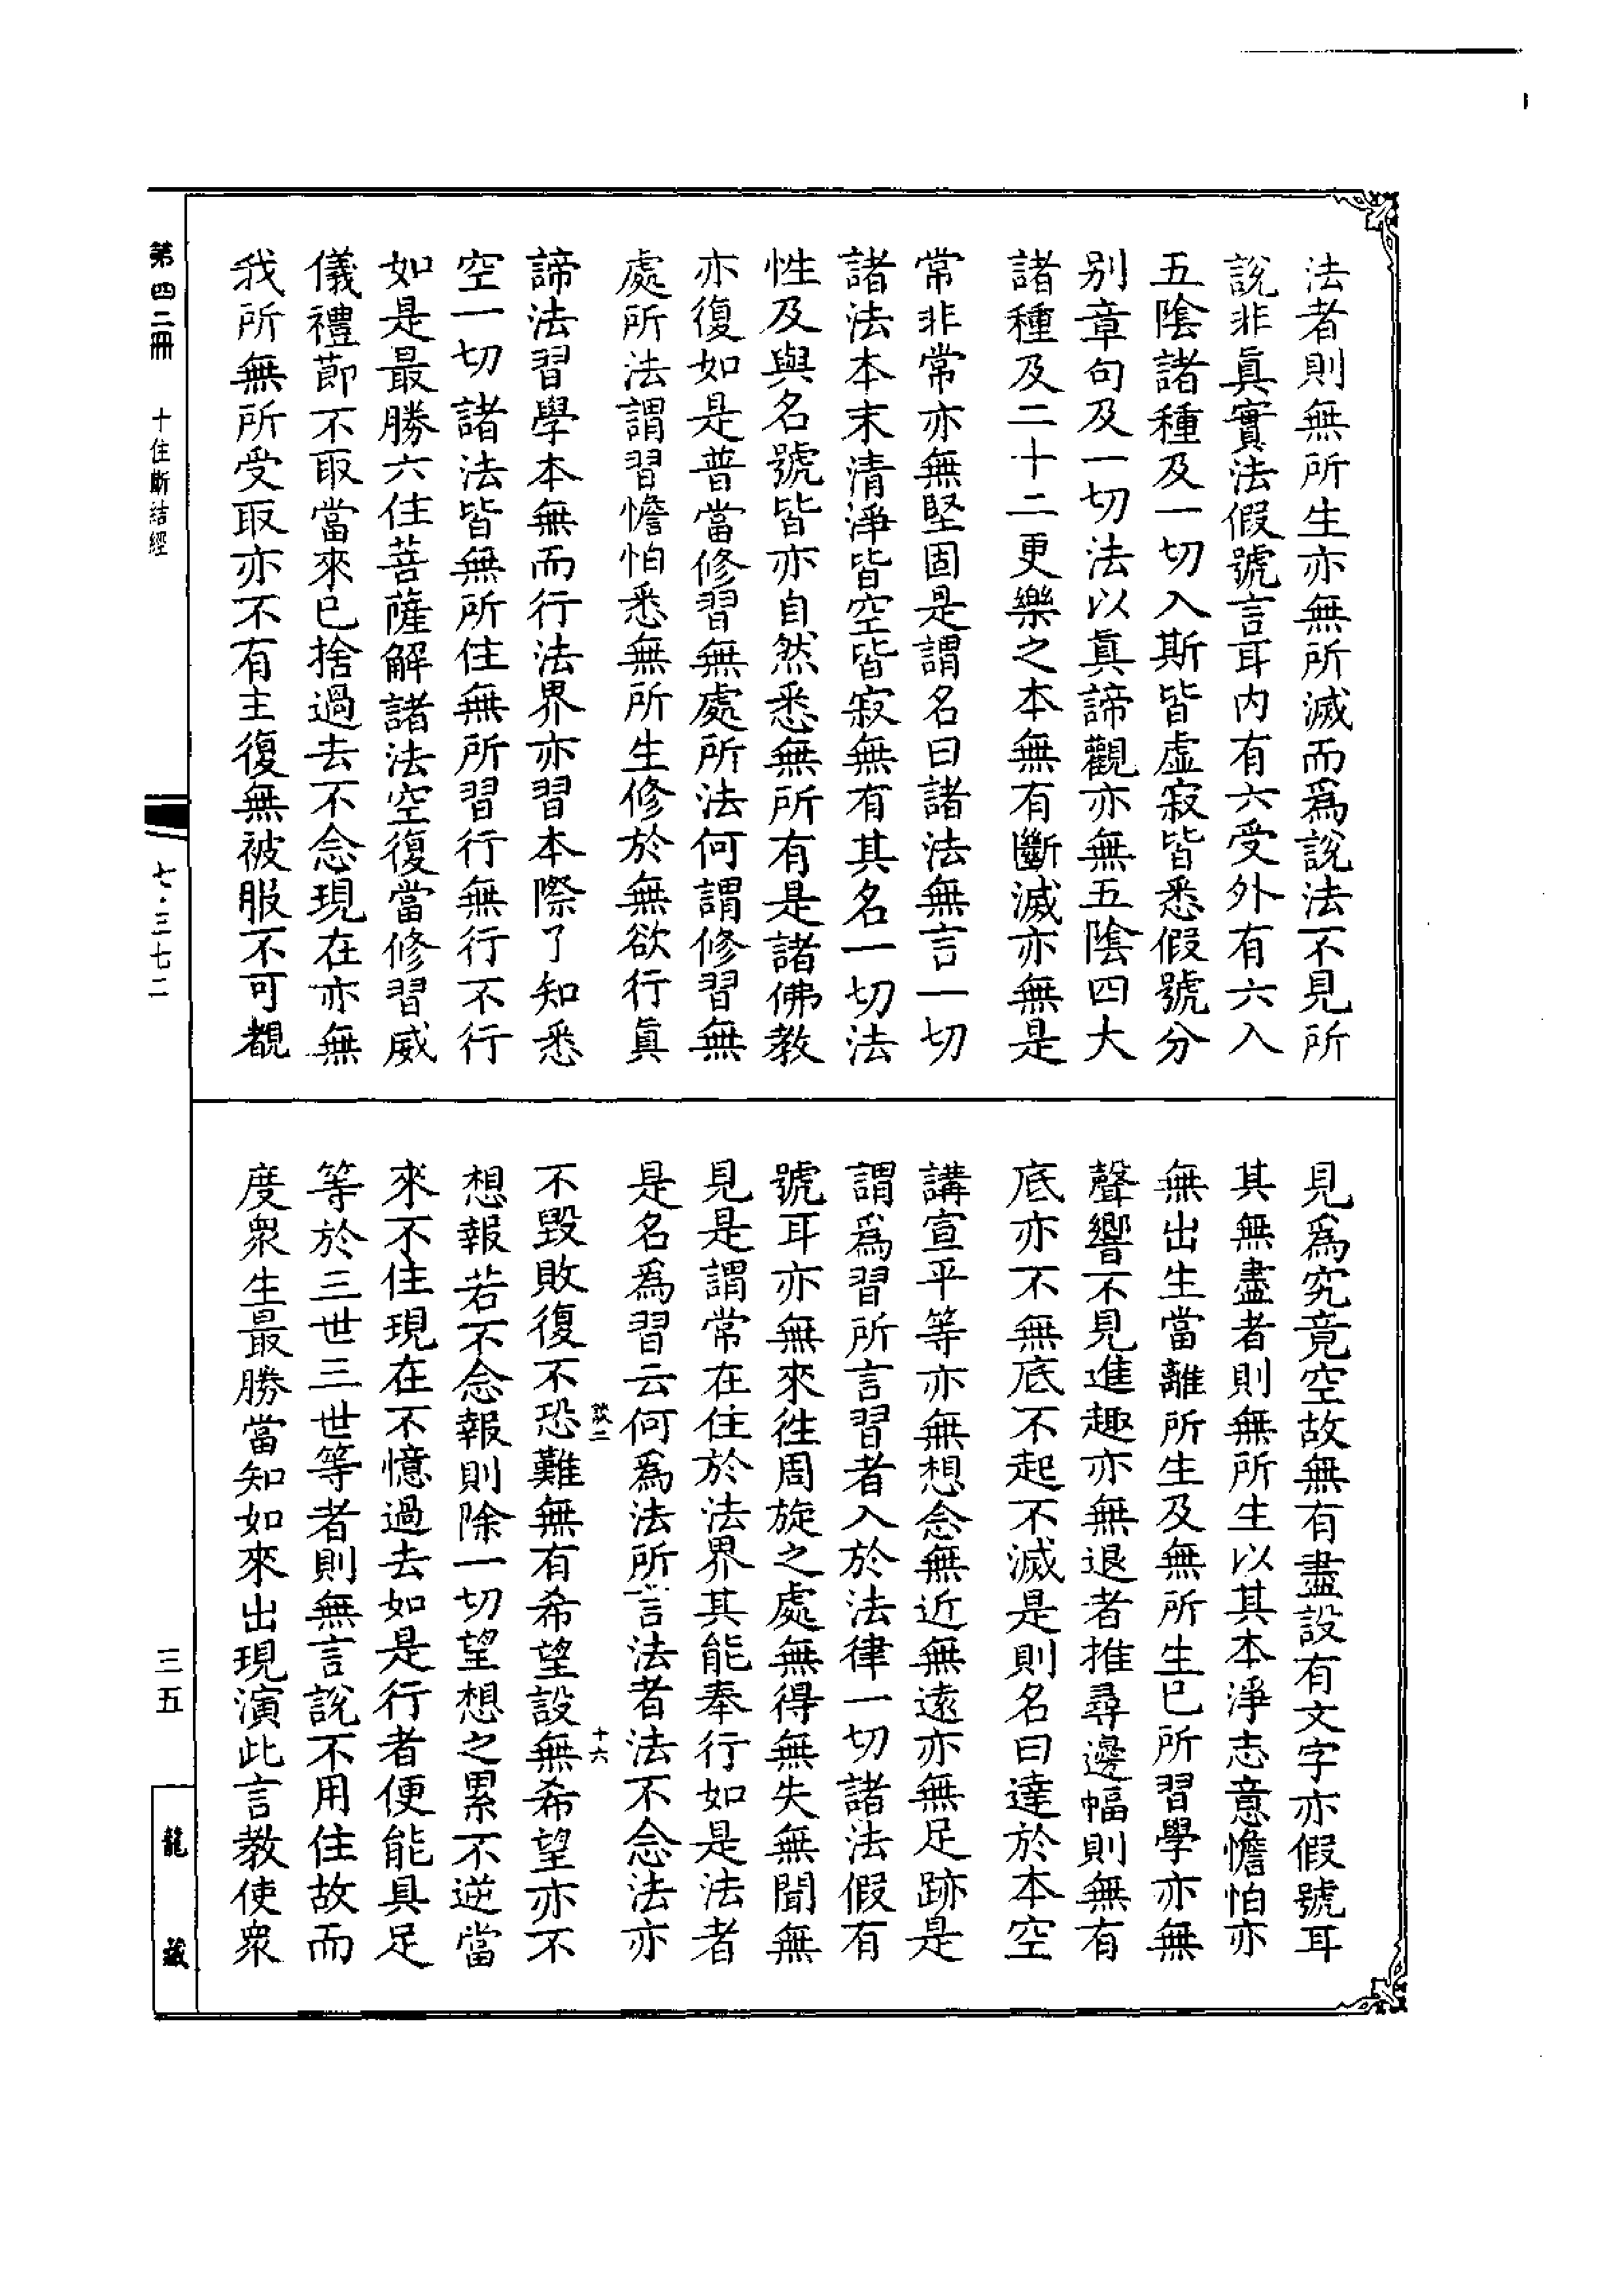 法者則無所生亦無所滅而爲說法不見所
說非眞實法假號言耳内有六受外有六入
五陰諸種及一切入斯皆虛寂皆悉假號分
別章句及一切法以眞諦觀亦無五陰四大
諸種及二十二更樂之本無有斷滅亦無是
常非常亦無堅固是謂名曰諸法無言一切
諸法本末清淨皆空皆寂無有其名一切法
性及與名號皆亦自然悉無所有是諸佛教
亦復如是普當修習無處所法何謂修習無
處所法謂習憺怕悉無所生修於無欲行眞
諦法習學本無而行法界亦習本際了知悉
空一切諸法皆無所住無所習行無行不行
如是最勝六住菩薩解諸法空復當修習威
儀禮節不取當來已捨過去不念現在亦無
我所無所受取亦不有主復無被服不可覩
見爲究竟空故無有盡設有文字亦假號耳
其無盡者則無所生以其本淨志意憺怕亦
無出生當離所生及無所生已所習學亦無
聲響不見進趣亦無退者推尋邊幅則無有
底亦不無底不起不滅是則名曰達於本空
講宣平等亦無想念無近無遠亦無足跡是
謂爲習所言習者入於法律一切諸法假有
號耳亦無來往周旋之處無得無失無聞無
見是謂常在住於法界其能奉行如是法者
是名爲習云何爲法所言法者法不念法亦
十六
不毀敗復不恐難無有希望設無希望亦不
想報若不念報則除一切望想之累不逆當
來不住現在不憶過去如是行者便能具足
等於三世三世等者則無言說不用住故而
度衆生最勝當知如來出現演此言教使衆
第四二冊 十住斷結經
七·三七二
三五
龍藏